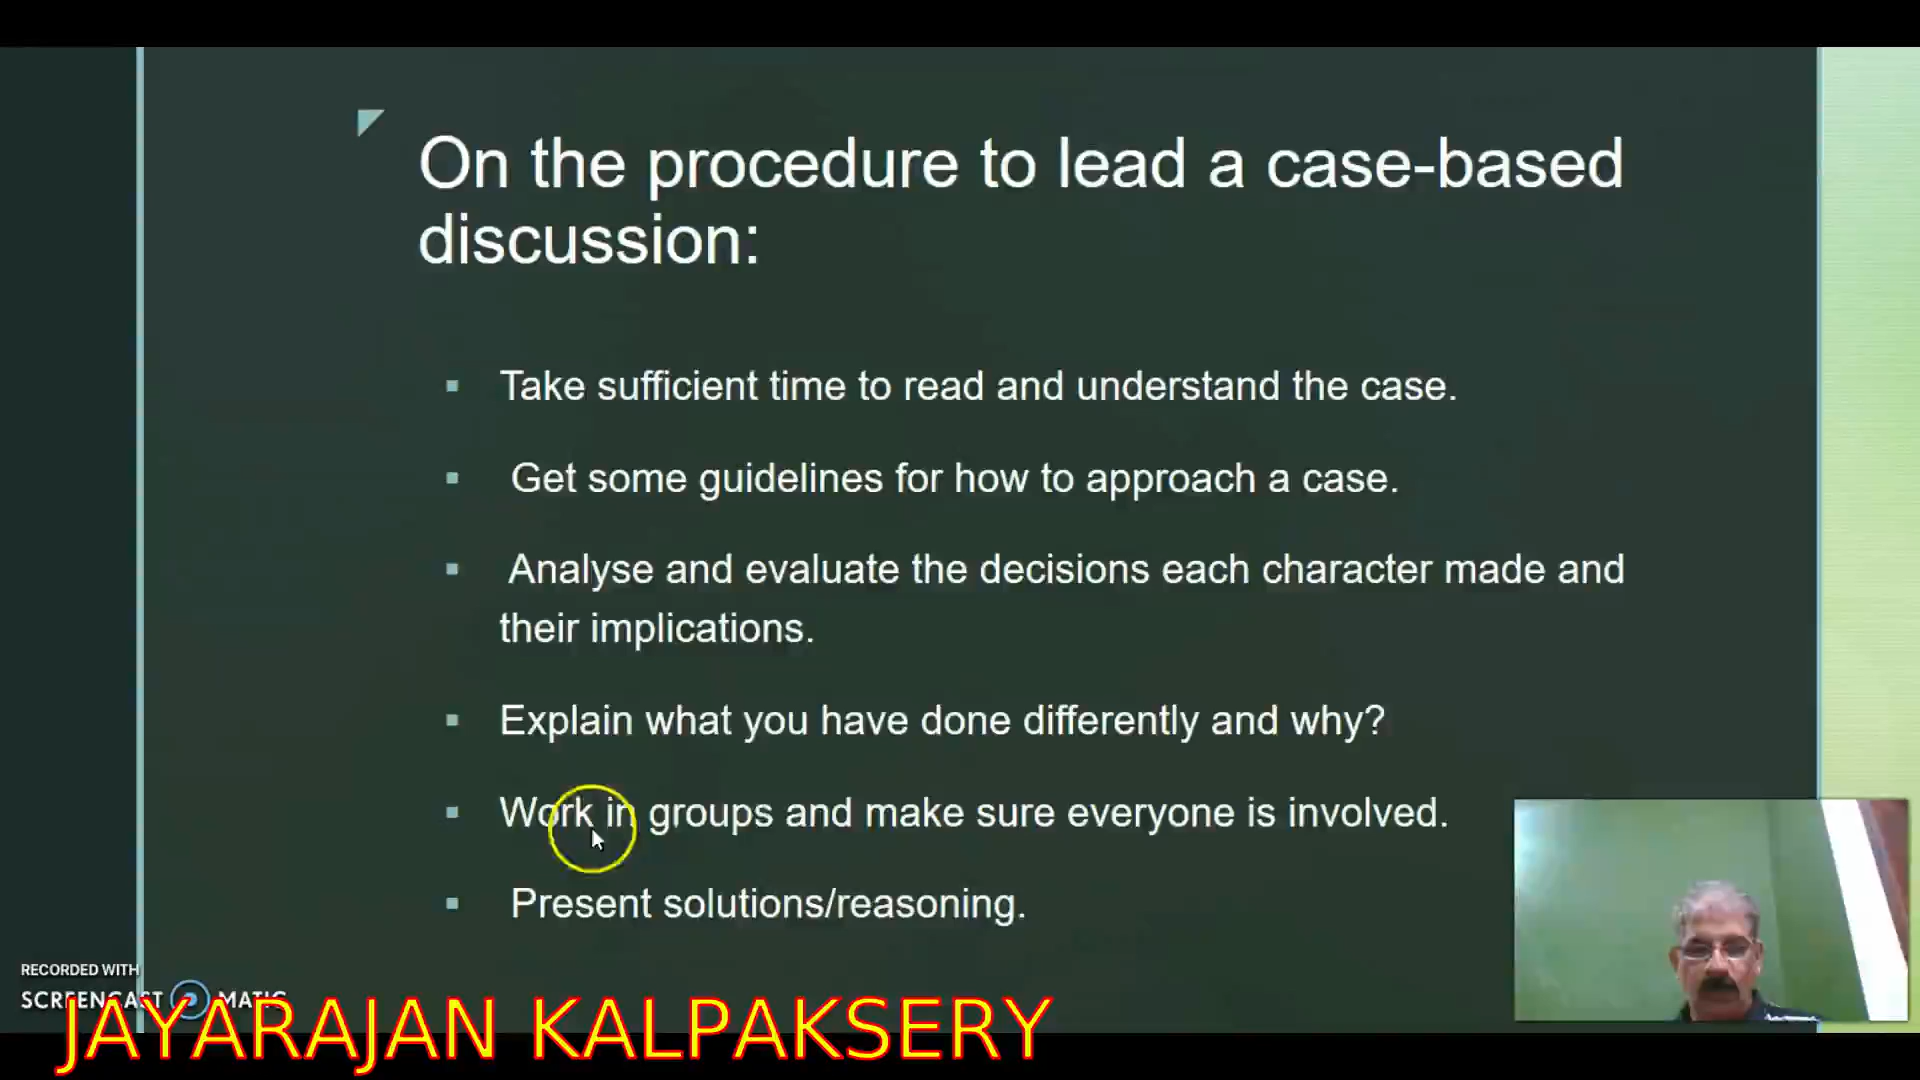 On the procedure to lead a case-based
discussion:
Take sufficient time to read and understand the case.
Get some guidelines for how to approach a case.
Analyse and evaluate the decisions each character made and
their implications.
Explain what you have done differently and why?
Work in groups and make sure everyone is involved.
Present solutions/reasoning.
RECORDED WITH
SCREENCAST MATIC
JAYARAJAN KALPAKSERY